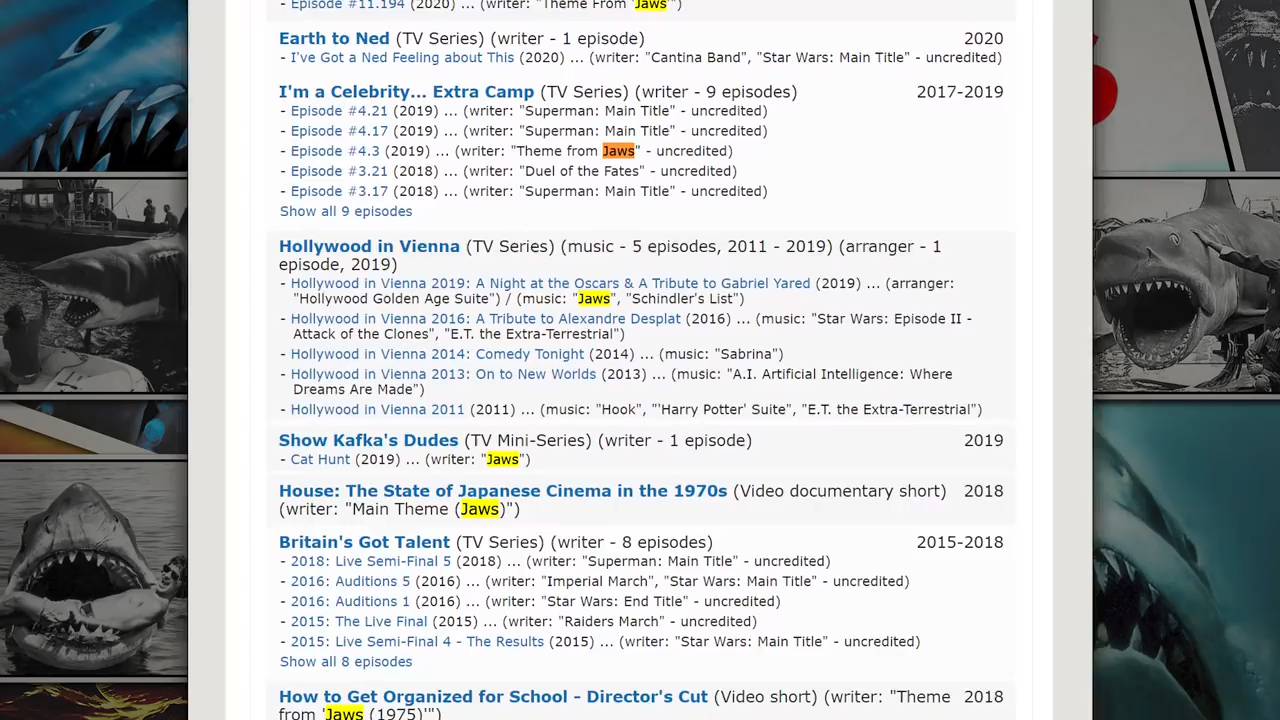 - Episode #11.194 (2020) ... (writer: "Theme From 'Jaws'")
Earth to Ned (TV Series) (writer - 1 episode) 2020
- I've Got a Ned Feeling about This (2020) ... (writer: "Cantina Band", "Star Wars: Main Title" - uncredited)
I'm a Celebrity... Extra Camp (TV Series) (writer - 9 episodes) 2017-2019
- Episode #4.21 (2019) ... (writer: "Superman: Main Title" - uncredited)
- Episode #4.17 (2019) ... (writer: "Superman: Main Title" - uncredited)
- Episode #4.3 (2019) ... (writer: "Theme from Jaws" - uncredited)
- Episode #3.21 (2018) ... (writer: "Duel of the Fates" - uncredited)
- Episode #3.17 (2018) ... (writer: "Superman: Main Title" - uncredited)
Show all 9 episodes
Hollywood in Vienna (TV Series) (music - 5 episodes, 2011 - 2019) (arranger - 1
episode, 2019)
- Hollywood in Vienna 2019: A Night at the Oscars & A Tribute to Gabriel Yared (2019) ... (arranger:
"Hollywood Golden Age Suite") / (music: "Jaws", "Schindler's List")
- Hollywood in Vienna 2016: A Tribute to Alexandre Desplat (2016) ... (music: "Star Wars: Episode II -
Attack of the Clones", "E.T. the Extra-Terrestrial")
- Hollywood in Vienna 2014: Comedy Tonight (2014) ... (music: "Sabrina")
- Hollywood in Vienna 2013: On to New Worlds (2013) ... (music: "A.I. Artificial Intelligence: Where
Dreams Are Made")
- Hollywood in Vienna 2011 (2011) ... (music: "Hook", "'Harry Potter' Suite", "E.T. the Extra-Terrestrial")
Show Kafka's Dudes (TV Mini-Series) (writer - 1 episode) 2019
- Cat Hunt (2019) ... (writer: "Jaws")
House: The State of Japanese Cinema in the 1970s (Video documentary short) 2018
(writer: "Main Theme (Jaws)")
Britain's Got Talent (TV Series) (writer - 8 episodes) 2015-2018
- 2018: Live Semi-Final 5 (2018) ... (writer: "Superman: Main Title" - uncredited)
- 2016: Auditions 5 (2016) ... (writer: "Imperial March", "Star Wars: Main Title" - uncredited)
- 2016: Auditions 1 (2016) ... (writer: "Star Wars: End Title" - uncredited)
- 2015: The Live Final (2015) ... (writer: "Raiders March" - uncredited)
- 2015: Live Semi-Final 4 - The Results (2015) ... (writer: "Star Wars: Main Title" - uncredited)
Show all 8 episodes
How to Get Organized for School - Director's Cut (Video short) (writer: "Theme 2018
from 'Jaws (1975)'")